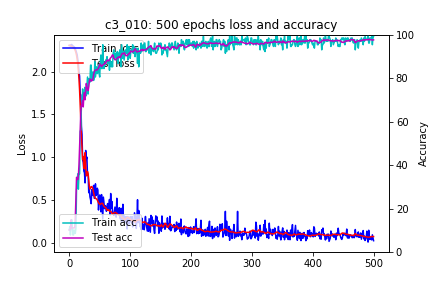 c3_010: 500 epochs loss and accuracy
Train loss
Test loss
Train acc
Test acc
Loss
Accuracy
2.0
1.5
1.0
0.5
0.0
100
80
60
40
20
0
0
100
200
300
400
500